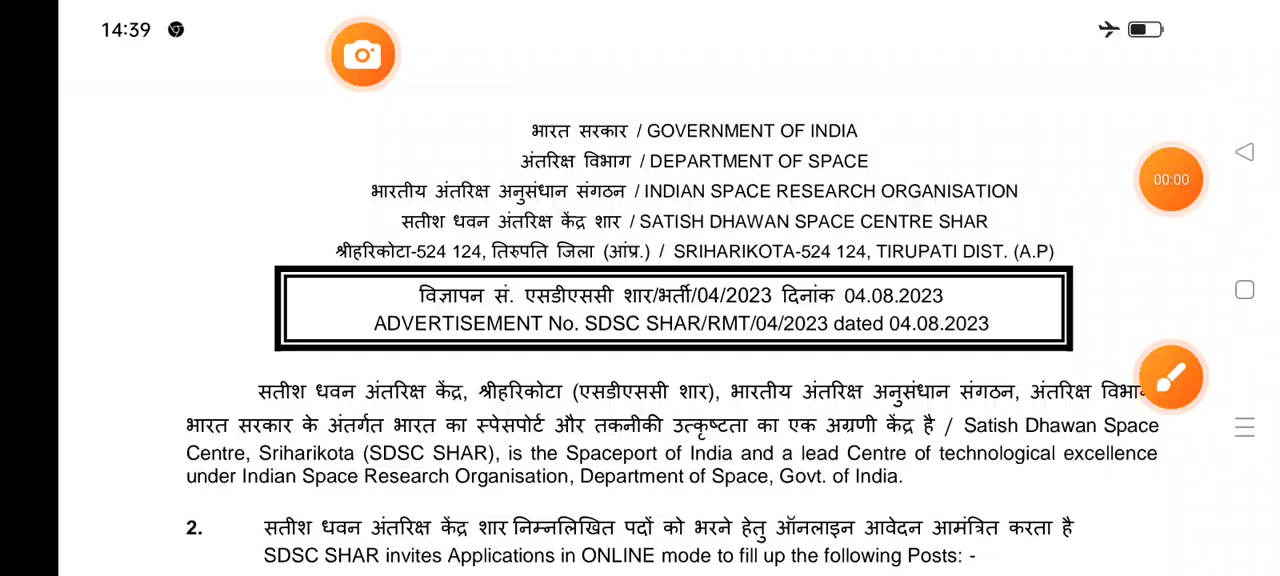 14:39
भारत सरकार / GOVERNMENT OF INDIA
अंतरिक्ष विभाग / DEPARTMENT OF SPACE
भारतीय अंतरिक्ष अनुसंधान संगठन / INDIAN SPACE RESEARCH ORGANISATION
सतीश धवन अंतरिक्ष केंद्र शार / SATISH DHAWAN SPACE CENTRE SHAR
श्रीहरिकोटा-524 124, तिरुपति जिला (आंप्र.) / SRIHARIKOTA-524 124, TIRUPATI DIST. (A.P)
00:00
विज्ञापन सं. एसडीएससी शार/भर्ती/04/2023 दिनांक 04.08.2023
ADVERTISEMENT No. SDSC SHAR/RMT/04/2023 dated 04.08.2023
सतीश धवन अंतरिक्ष केंद्र, श्रीहरिकोटा (एसडीएससी शार), भारतीय अंतरिक्ष अनुसंधान संगठन, अंतरिक्ष
भारत सरकार के अंतर्गत भारत का स्पेसपोर्ट और तकनीकी उत्कृष्टता का एक अग्रणी केंद्र है / Satish Dhawan Space
Centre, Sriharikota (SDSC SHAR), is the Spaceport of India and a lead Centre of technological excellence
under Indian Space Research Organisation, Department of Space, Govt. of India.
2. सतीश धवन अंतरिक्ष केंद्र शार निम्नलिखित पदों को भरने हेतु ऑनलाइन आवेदन आमंत्रित करता है
SDSC SHAR invites Applications in ONLINE mode to fill up the following Posts: -